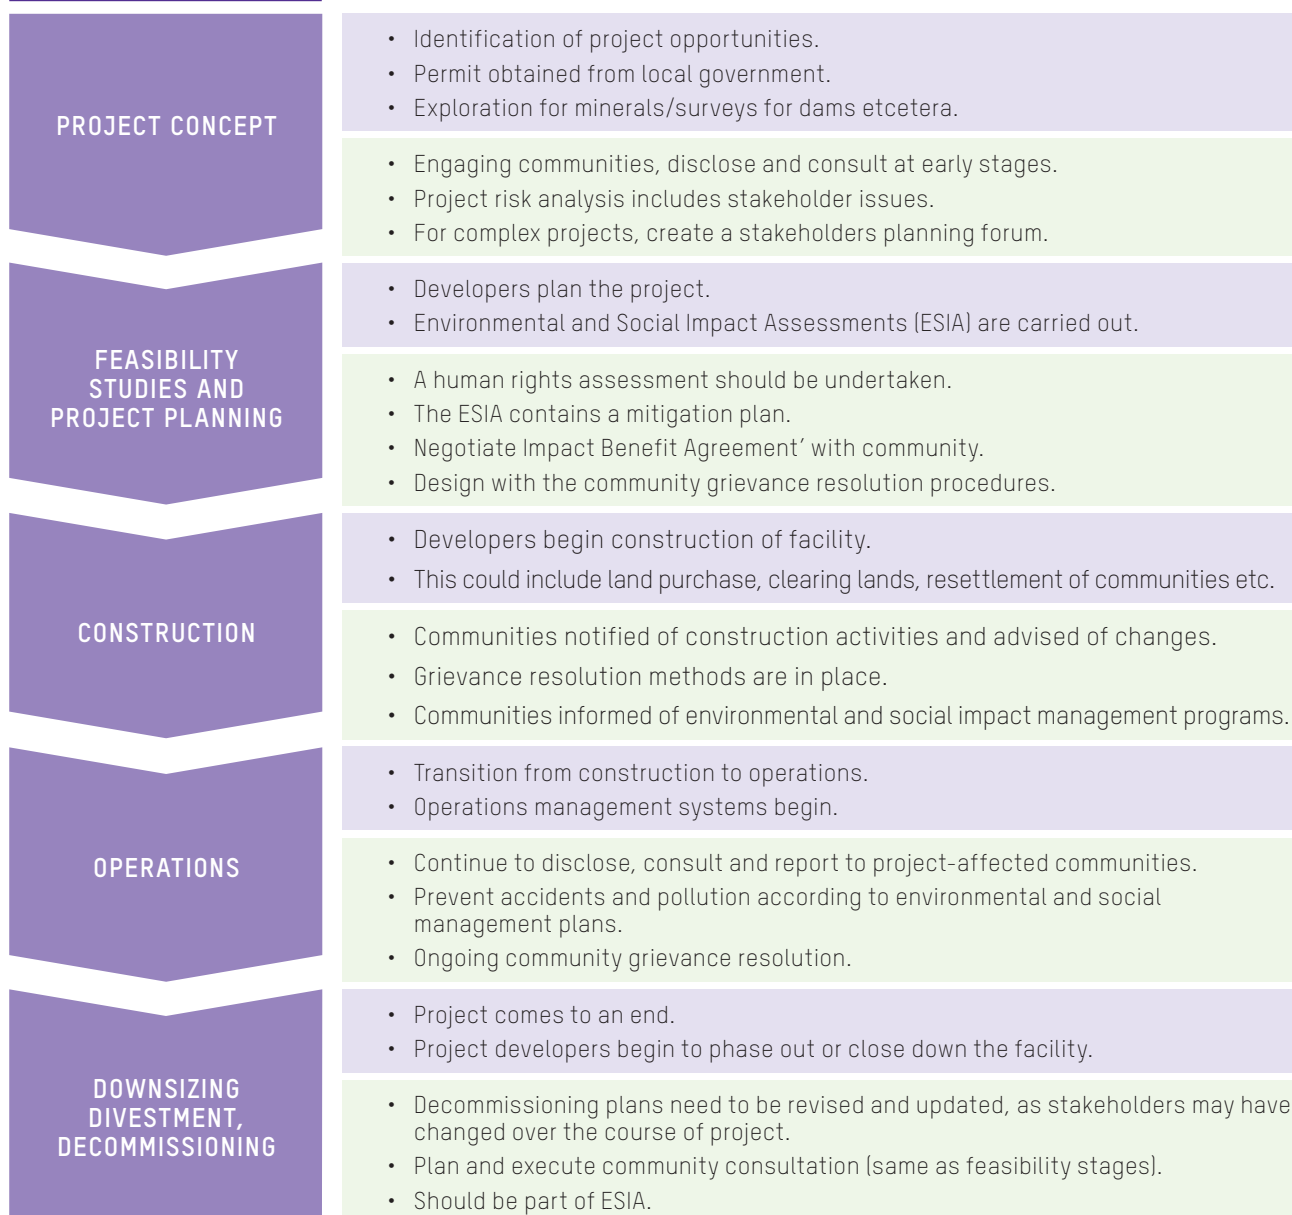 PROJECT CONCEPT
• Identification of project opportunities.
• Permit obtained from local government.
• Exploration for minerals/surveys for dams etcetera.
• Engaging communities, disclose and consult at early stages.
• Project risk analysis includes stakeholder issues.
• For complex projects, create a stakeholders planning forum.
FEASIBILITY
STUDIES AND
PROJECT PLANNING
• Developers plan the project.
• Environmental and Social Impact Assessments (ESIA) are carried out.
• A human rights assessment should be undertaken.
• The ESIA contains a mitigation plan.
• Negotiate Impact Benefit Agreement’ with community.
• Design with the community grievance resolution procedures.
CONSTRUCTION
• Developers begin construction of facility.
• This could include land purchase, clearing lands, resettlement of communities etc.
• Communities notified of construction activities and advised of changes.
• Grievance resolution methods are in place.
• Communities informed of environmental and social impact management programs.
OPERATIONS
• Transition from construction to operations.
• Operations management systems begin.
• Continue to disclose, consult and report to project-affected communities.
• Prevent accidents and pollution according to environmental and social
management plans.
• Ongoing community grievance resolution.
DOWNSIZING
DIVESTMENT,
DECOMMISSIONING
• Project comes to an end.
• Project developers begin to phase out or close down the facility.
• Decommissioning plans need to be revised and updated, as stakeholders may have
changed over the course of project.
• Plan and execute community consultation (same as feasibility stages).
• Should be part of ESIA.